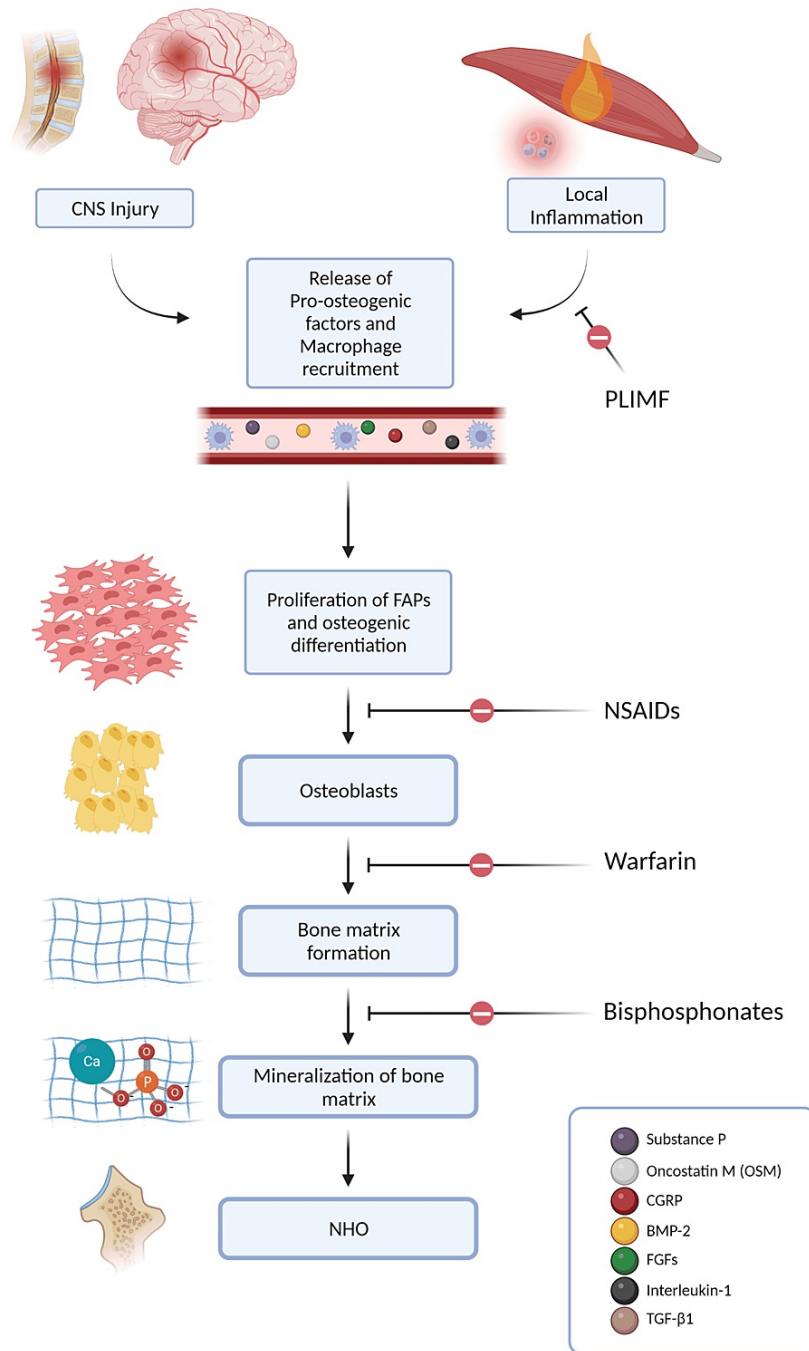 CNS Injury
Local
Inflammation
Release of
Pro-osteogenic
factors and
Macrophage
recruitment
PLIMF
Proliferation of FAPs
and osteogenic
differentiation
NSAIDs
Osteoblasts
Warfarin
Bone matrix
formation
Bisphosphonates
Ca
O
P
O-
O-
O-
Mineralization of bone
matrix
NHO
Substance P
Oncostatin M (OSM)
CGRP
BMP-2
FGFs
Interleukin-1
TGF-β1